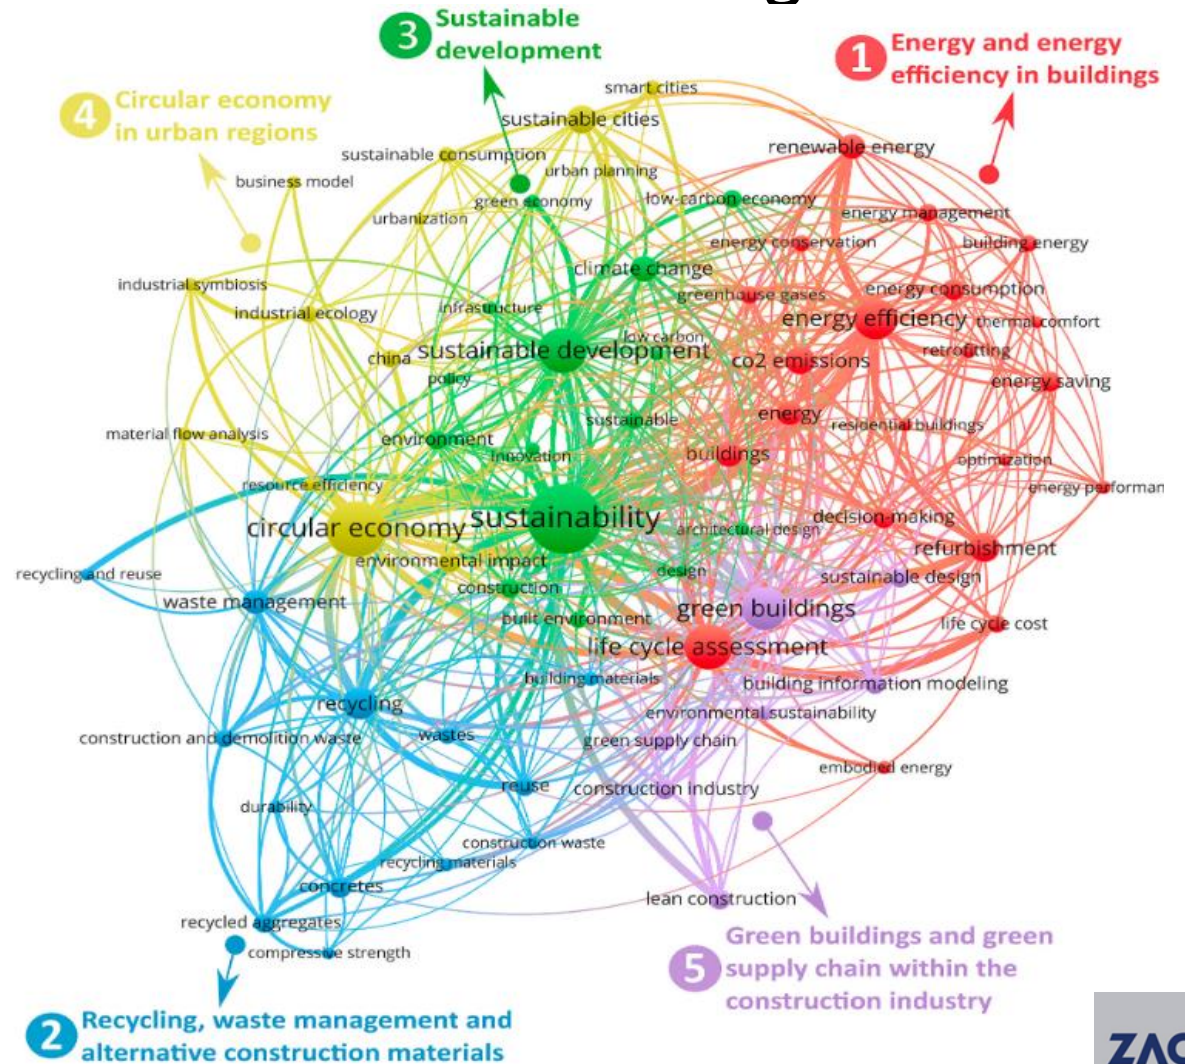 3 Sustainable
development
1 Energy and energy
efficiency in buildings
4 Circular economy
in urban regions
smart cities
sustainable cities
renewable energy
sustainable consumption
urban planning
business model
green economy
low-carbon economy
urbanization
energy management
energy conservation
building energy
climate change
industrial symbiosis
greenhouse gases
energy consumption
infrastructure
industrial ecology
energy efficiency
thermal comfort
low carbon
china
sustainable development
co2 emissions
retrofitting
policy
energy saving
sustainable
energy
residential buildings
material flow analysis
environment
innovation
buildings
optimization
resource efficiency
energy performan
circular economy
sustainability
architectural design
decision-making
refurbishment
environmental impact
recycling and reuse
design
sustainable design
construction
waste management
green buildings
built environment
life cycle cost
life cycle assessment
building materials
building information modeling
recycling
environmental sustainability
construction and demolition waste
wastes
green supply chain
embodied energy
reuse
construction industry
durability
construction waste
recycling materials
concretes
lean construction
recycled aggregates
compressive strength
5 Green buildings and green
supply chain within the
construction industry
2 Recycling, waste management and
alternative construction materials